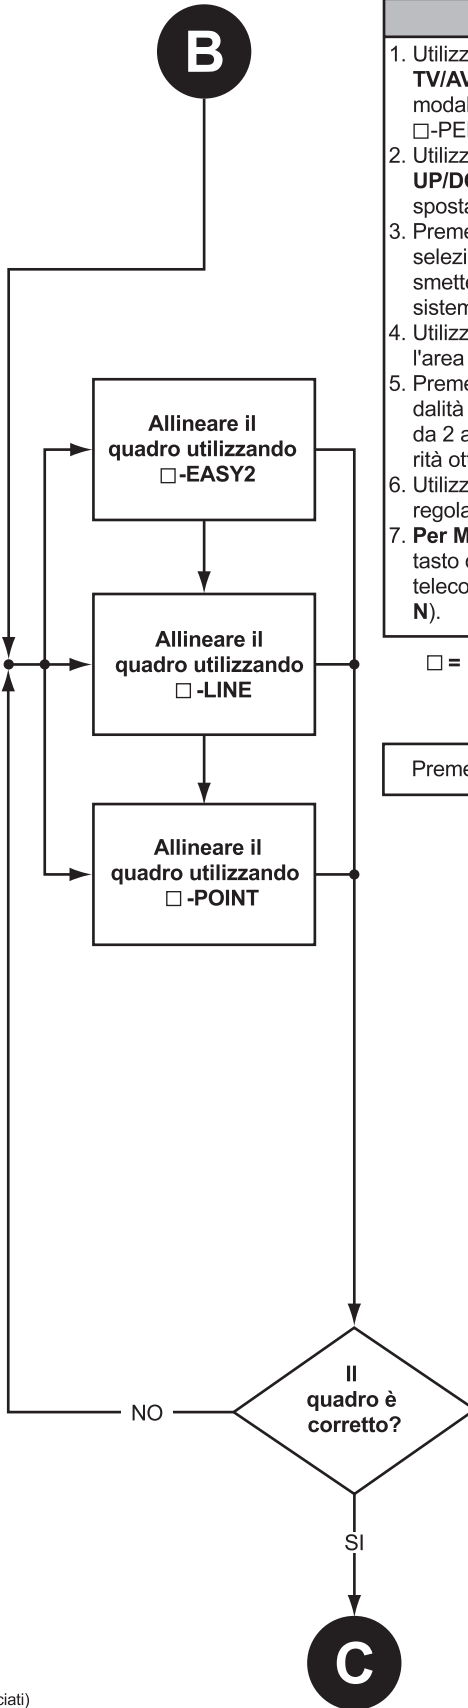 B
1. Utilizz
TV/AV
modal
□-PE
2. Utilizz
UP/D
sposta
3. Preme
selezi
smette
sistem
4. Utilizz
l'area
5. Preme
dalità
da 2 a
rità ot
6. Utilizz
regola
7. Per M
tasto
teleco
N).
□ =
Preme
Allineare il
quadro utilizzando
□-EASY2
Allineare il
quadro utilizzando
□ -LINE
Allineare il
quadro utilizzando
□ -POINT
Il
quadro è
corretto?
NO
SI
C
ciati)